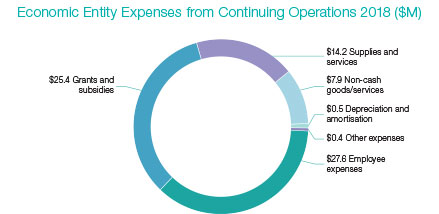 Economic Entity Expenses from Continuing Operations 2018 ($M)
$14.2 Supplies and
services
$25.4 Grants and
subsidies
$7.9 Non-cash
goods/services
$0.5 Depreciation and
amortisation
$0.4 Other expenses
$27.6 Employee
expenses